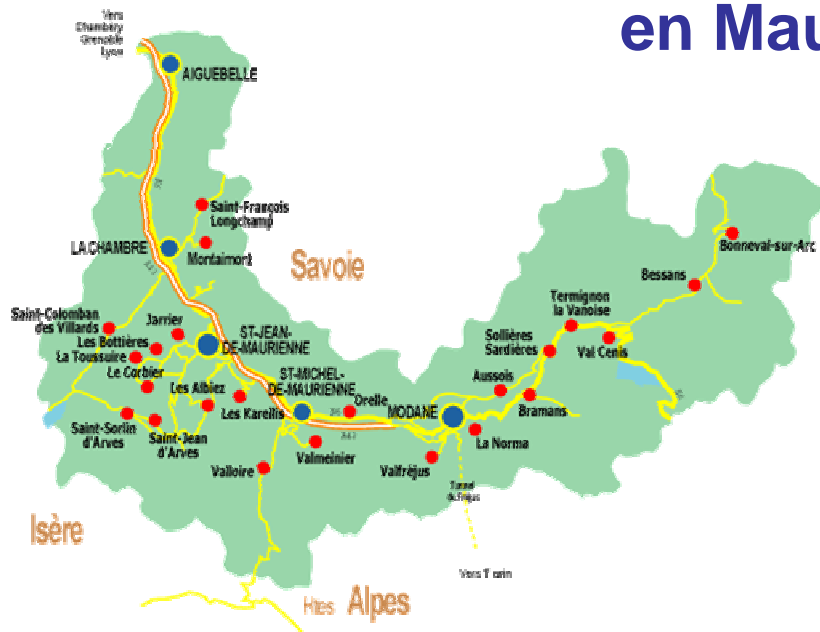 en Mau
Vers
Chambéry
Grenoble
Lyon
AIGUEBELLE
Saint-François
Longchamp
LA CHAMBRE
Montaimont
Savoie
Bonneval-sur-Arc
Bessans
Termignon
la Vanoise
Saint-Colomban
des Villards
Jarrier
ST-JEAN-
DE-MAURIENNE
Les Bottières
La Toussuire
Le Corbier
Sollières
Sardières
Val Cenis
ST-MICHEL-
DE-MAURIENNE
Aussois
Les Albiez
Orelle
MODANE
Les Karellis
Bramans
Saint-Sorlin
d'Arves
Saint-Jean
d'Arves
La Norma
Valmeinier
Valloire
Valfréjus
Tunnel
du Fréjus
Isère
Vers Turin
Htes Alpes